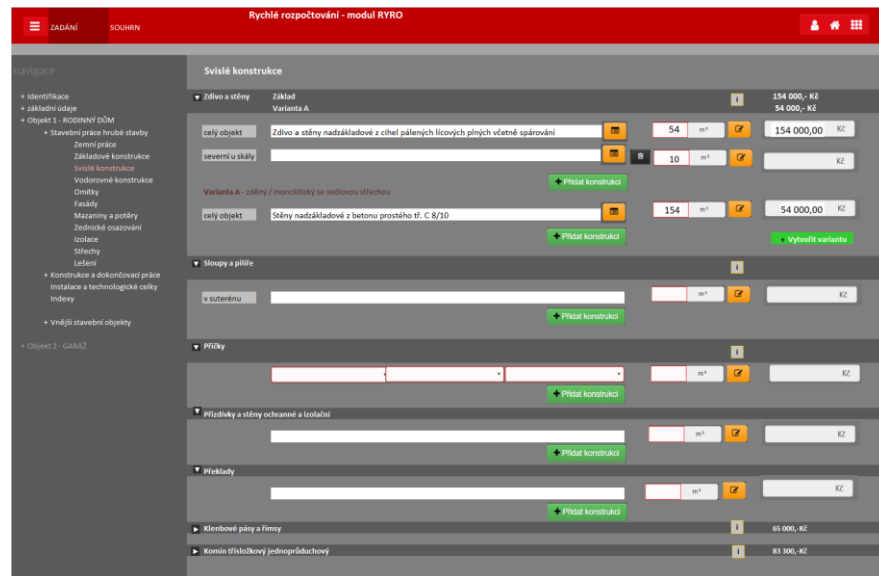 Rychlé rozpočtování - modul RYRO
ZADÁNÍ SOUHRN
navigace
+ Identifikace
+ základní údaje
+ Objekt 1 - RODINNÝ DŮM
+ Stavební práce hrubé stavby
Zemní práce
Základové konstrukce
Svislé konstrukce
Vodorovné konstrukce
Omítky
Fasády
Mazaniny a potěry
Zednické osazování
Izolace
Střechy
Lešení
+ Konstrukce a dokončovací práce
Instalace a technologické celky
Indexy
+ Vnější stavební objekty
+ Objekt 2 - GARÁŽ
Svislé konstrukce
Zdivo a stěny Základ i 154 000,- Kč
Varianta A 54 000,- Kč
celý objekt Zdivo a stěny nadzákladové z cihel pálených lícových plných včetně spárování 54 m³ 154 000,00 Kč
severní u skály 10 m³ Kč
+ Přidat konstrukci
Varianta A - zděný / monolitický se sedlovou střechou
celý objekt Stěny nadzákladové z betonu prostého tř. C 8/10 154 m³ 54 000,00 Kč
+ Přidat konstrukci + Vytvořit variantu
Sloupy a pilíře i
v suterénu m³ Kč
+ Přidat konstrukci
Příčky i
m³ Kč
+ Přidat konstrukci
Přizdívky a stěny ochranné a izolační
m³ Kč
+ Přidat konstrukci
Překlady
m³ Kč
+ Přidat konstrukci
Klenbové pásy a římsy i 65 000,-Kč
Komín třísložkový jednoprůduchový i 83 300,-Kč